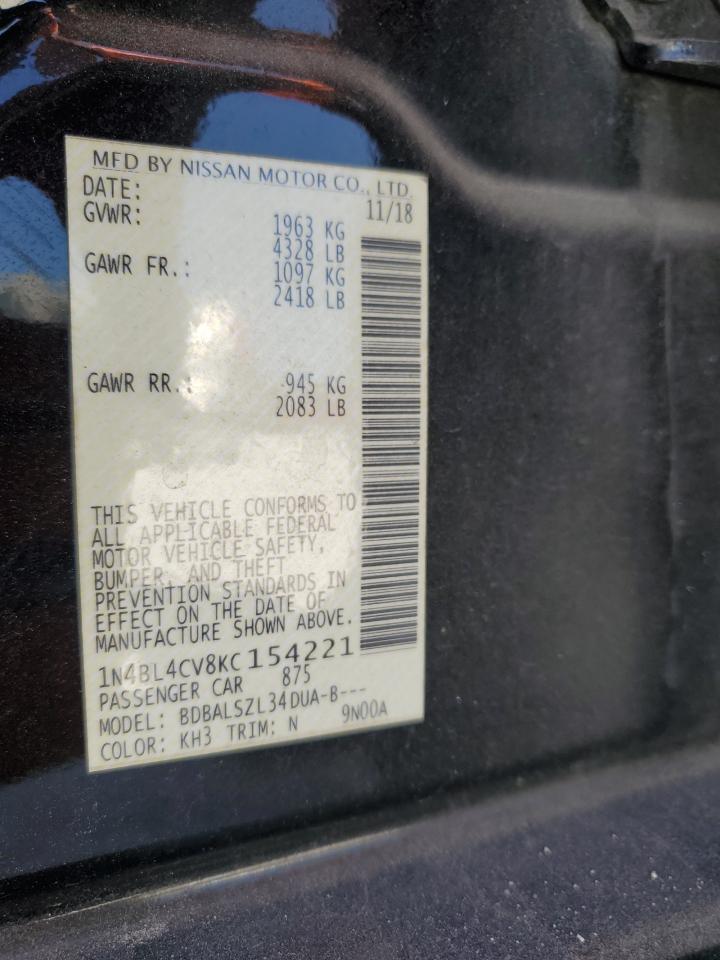 MFD BY NISSAN MOTOR CO., LTD.
DATE: 11/18
GVWR: 1963 KG
4328 LB
GAWR FR.: 1097 KG
2418 LB
GAWR RR.: 945 KG
2083 LB
THIS VEHICLE CONFORMS TO
ALL APPLICABLE FEDERAL
MOTOR VEHICLE SAFETY,
BUMPER, AND THEFT
PREVENTION STANDARDS IN
EFFECT ON THE DATE OF
MANUFACTURE SHOWN ABOVE.
1N4BL4CV8KC154221
PASSENGER CAR 875
MODEL: BDBALSZL34DUA-B---
COLOR: KH3 TRIM: N 9N00A